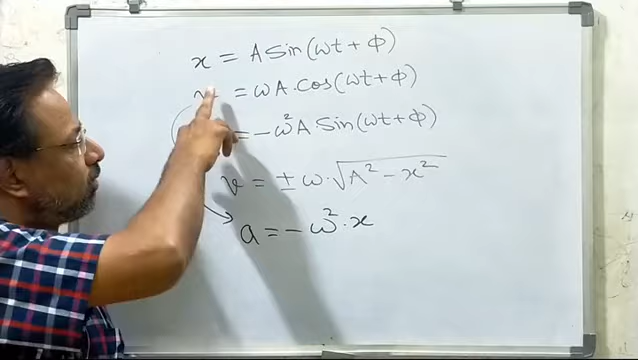 x = A Sin(ωt + ϕ)
= ωA·Cos(ωt + ϕ)
= -ω²A·Sin(ωt + ϕ)
v = ± ω·√A² - x²
a = - ω²·x